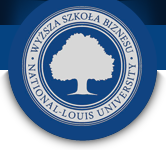 WYŻSZA SZKOŁA BIZNESU
NATIONAL-LOUIS UNIVERSITY